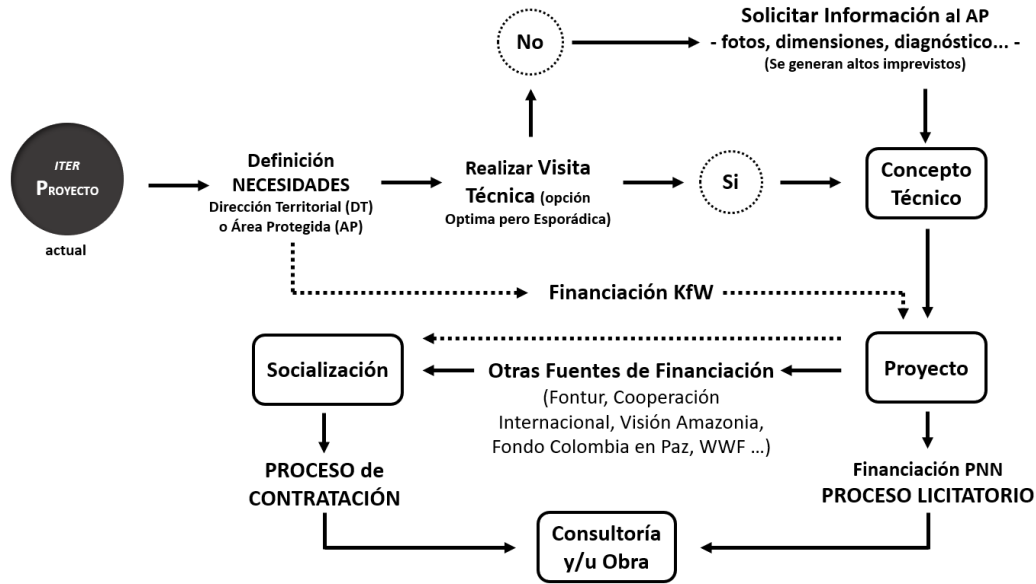 No
Solicitar Información al AP
- fotos, dimensiones, diagnóstico... -
(Se generan altos imprevistos)
ITER
PROYECTO
actual
Definición
NECESIDADES
Dirección Territorial (DT)
o Área Protegida (AP)
Realizar Visita
Técnica (opción
Optima pero Esporádica)
Si
Concepto
Técnico
Financiación KfW
Socialización
Otras Fuentes de Financiación
(Fontur, Cooperación
Internacional, Visión Amazonia,
Fondo Colombia en Paz, WWF ...)
Proyecto
PROCESO de
CONTRATACIÓN
Financiación PNN
PROCESO LICITATORIO
Consultoría
y/u Obra